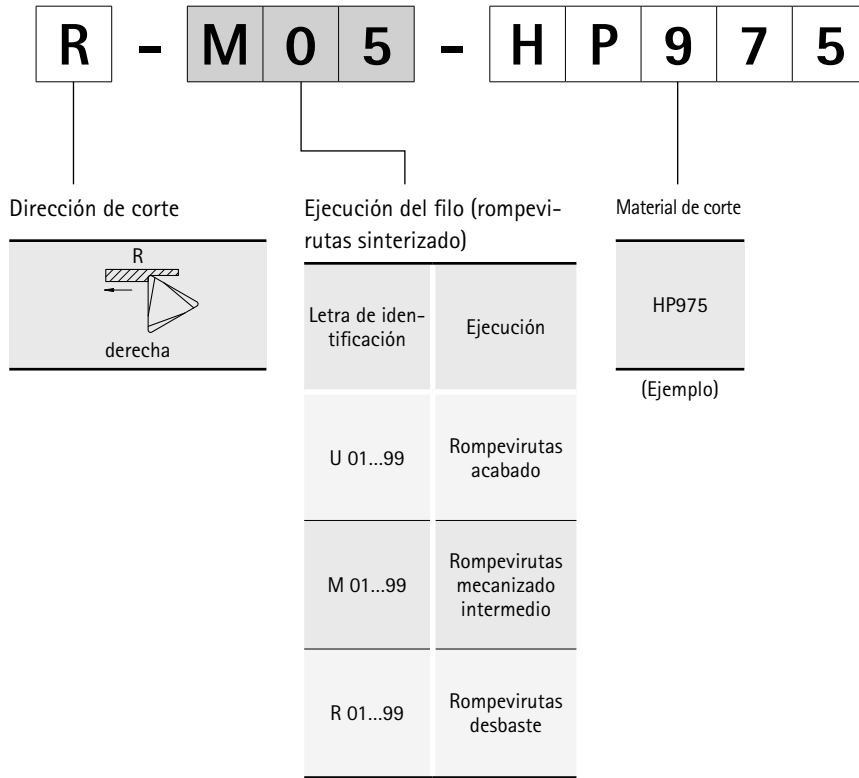 R - M 0 5 - H P 9 7 5
Dirección de corte
R
derecha
Ejecución del filo (rompevi-
rutas sinterizado)
Letra de iden-
tificación
Ejecución
U 01...99
Rompevirutas
acabado
M 01...99
Rompevirutas
mecanizado
intermedio
R 01...99
Rompevirutas
desbaste
Material de corte
HP975
(Ejemplo)